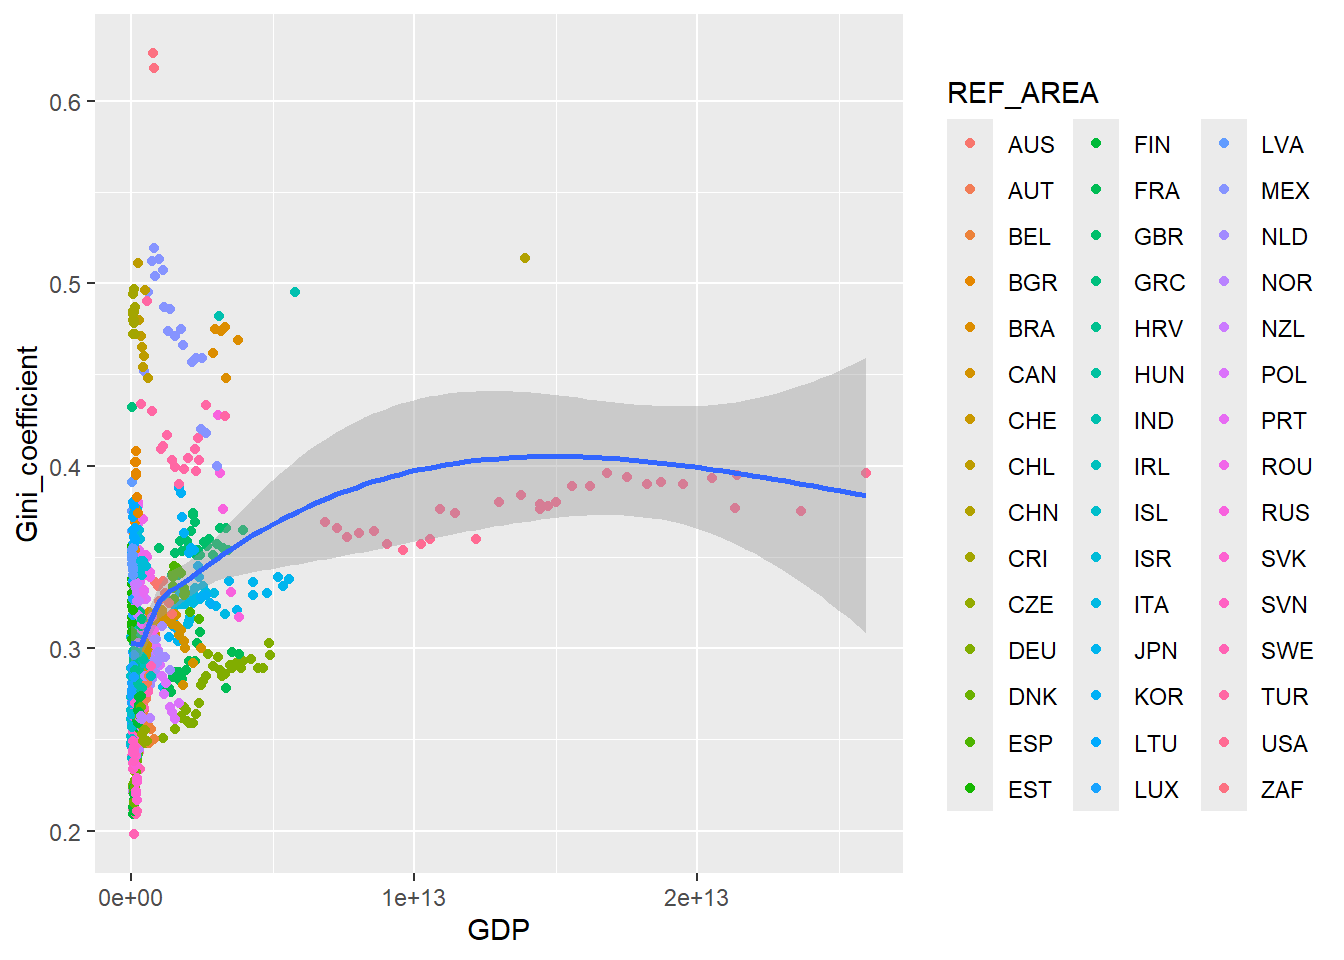 Gini_coefficient
0.6
0.5
0.4
0.3
0.2
0e+00 1e+13 2e+13
GDP
REF_AREA
AUS FIN LVA
AUT FRA MEX
BEL GBR NLD
BGR GRC NOR
BRA HRV NZL
CAN HUN POL
CHE IND PRT
CHL IRL ROU
CHN ISL RUS
CRI ISR SVK
CZE ITA SVN
DEU JPN SWE
DNK KOR TUR
ESP LTU USA
EST LUX ZAF